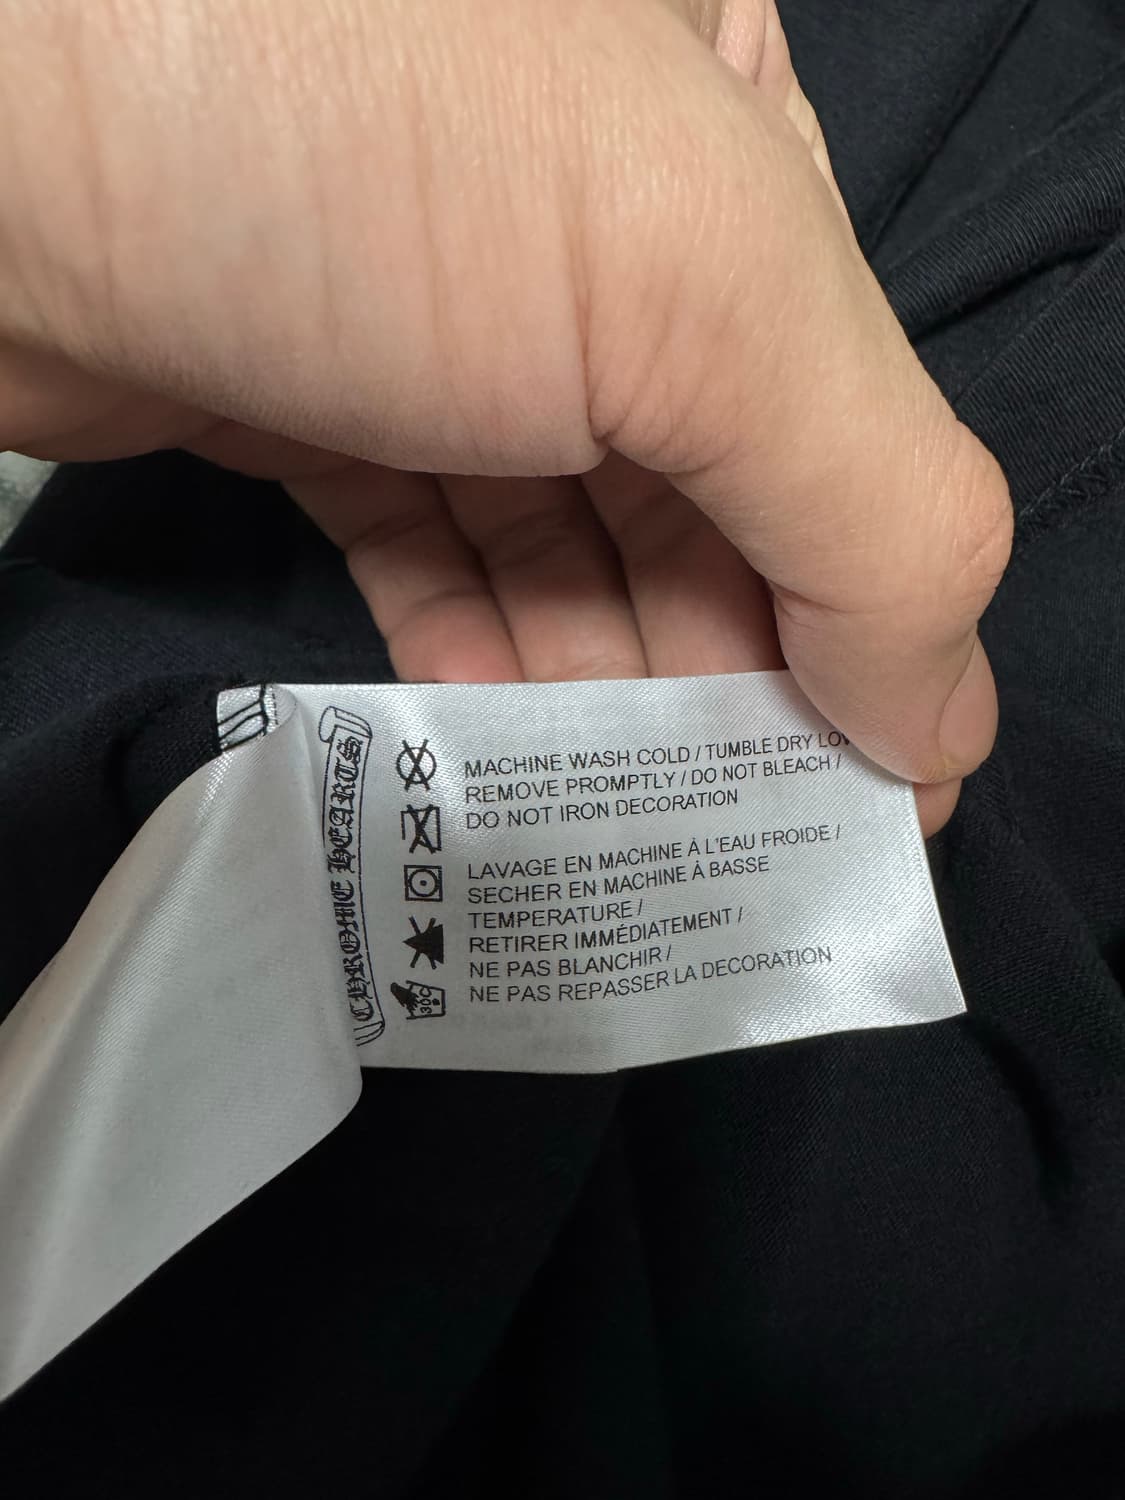 CHROME HEARTS
MACHINE WASH COLD / TUMBLE DRY
REMOVE PROMPTLY / DO NOT BLEACH /
DO NOT IRON DECORATION
LAVAGE EN MACHINE À L'EAU FROIDE /
SECHER EN MACHINE À BASSE
TEMPERATURE /
RETIRER IMMÉDIATEMENT /
NE PAS BLANCHIR /
NE PAS REPASSER LA DECORATION
30C